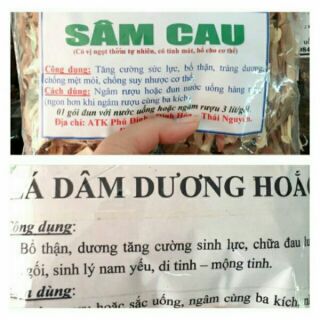 SÂM CAU
(Có vị ngọt thơm tự nhiên, có tính mát, bổ cho cơ thể)
Công dụng: Tăng cường sức lực, bổ thận, tráng dương,
chống mệt mỏi, chống suy nhược cơ thể.
Cách dùng: Ngâm rượu hoặc đun nước uống hàng
(ngon hơn khi ngâm rượu cùng ba kích)
01 gói đun với nước uống hoặc ngâm rượu 3 lít/
Địa chỉ: ATK Phú Đình - Định Hóa - Thái Nguyên.
LÁ DÂM DƯƠNG HOẮC
Công dụng:
Bổ thận, dương tăng cường sinh lực, chữa đau
gối, sinh lý nam yếu, di tinh – mộng tinh.
dùng:
hoặc sắc uống, ngâm cùng ba kích,